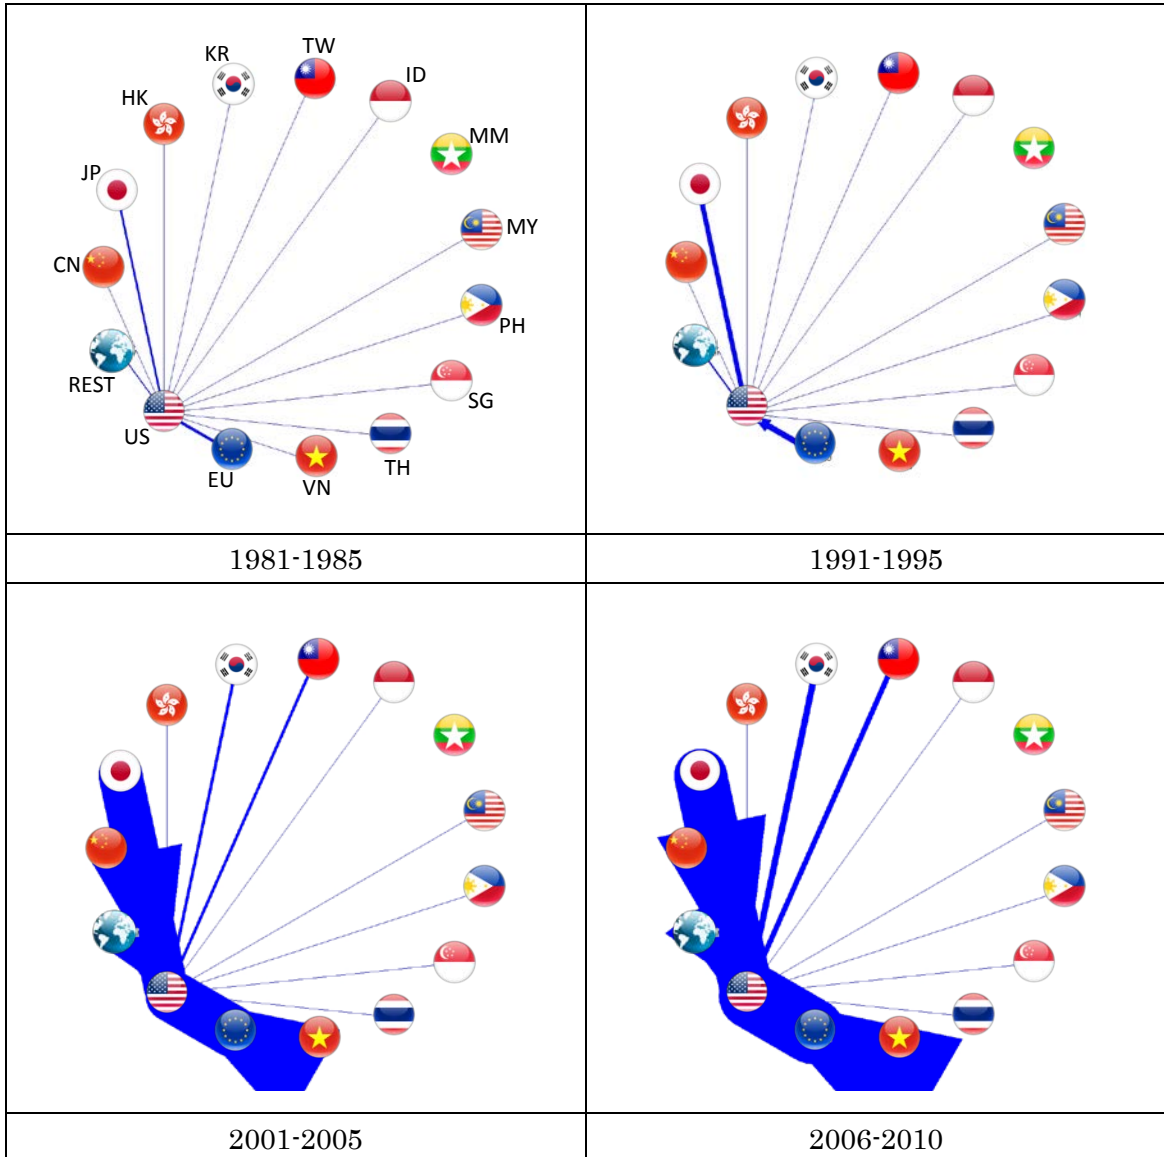 KR
TW
ID
HK
MM
JP
MY
CN
PH
REST
SG
US
EU
VN
TH
1981-1985
1991-1995
2001-2005
2006-2010